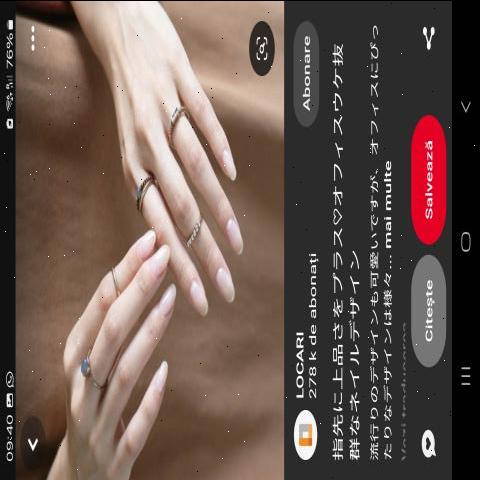 09:40
76%
LOCARI
278 k de abonați
Abonare
指先に上品さをプラス♡オフィスウケ抜
群なネイルデザイン
流行りのデザインも可愛いですが、オフィスにぴっ
たりなデザインは様々... mai multe
Vezi traducerea
Citește
Salvează